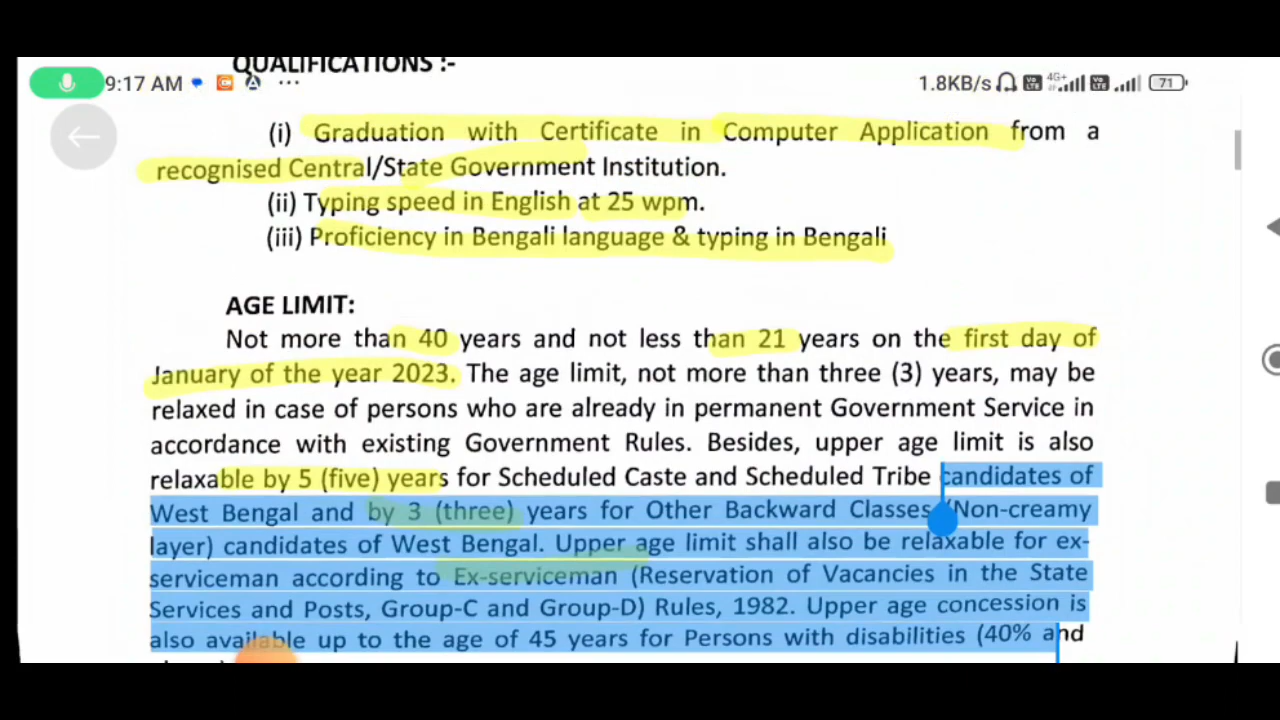 QUALIFICATIONS :-
9:17 AM
1.8KB/s
4G+
71
(i) Graduation with Certificate in Computer Application from a
recognised Central/State Government Institution.
(ii) Typing speed in English at 25 wpm.
(iii) Proficiency in Bengali language & typing in Bengali
AGE LIMIT:
Not more than 40 years and not less than 21 years on the first day of
January of the year 2023. The age limit, not more than three (3) years, may be
relaxed in case of persons who are already in permanent Government Service in
accordance with existing Government Rules. Besides, upper age limit is also
relaxable by 5 (five) years for Scheduled Caste and Scheduled Tribe candidates of
West Bengal and by 3 (three) years for Other Backward Classes (Non-creamy
layer) candidates of West Bengal. Upper age limit shall also be relaxable for ex-
serviceman according to Ex-serviceman (Reservation of Vacancies in the State
Services and Posts, Group-C and Group-D) Rules, 1982. Upper age concession is
also available up to the age of 45 years for Persons with disabilities (40% and